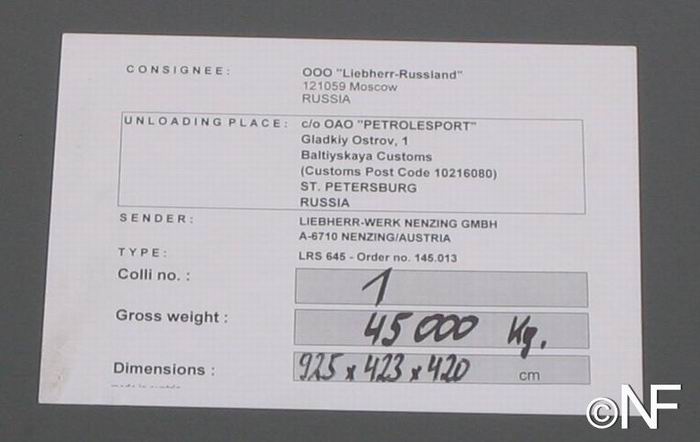 CONSIGNEE: OOO "Liebherr-Russland"
121059 Moscow
RUSSIA
UNLOADING PLACE: c/o OAO "PETROLESPORT"
Gladkiy Ostrov, 1
Baltiyskaya Customs
(Customs Post Code 10216080)
ST. PETERSBURG
RUSSIA
SENDER: LIEBHERR-WERK NENZING GMBH
A-6710 NENZING/AUSTRIA
TYPE: LRS 645 - Order no. 145.013
Colli no. : 1
Gross weight : 45000 Kg.
Dimensions : 925 x 423 x 420 cm
©NF